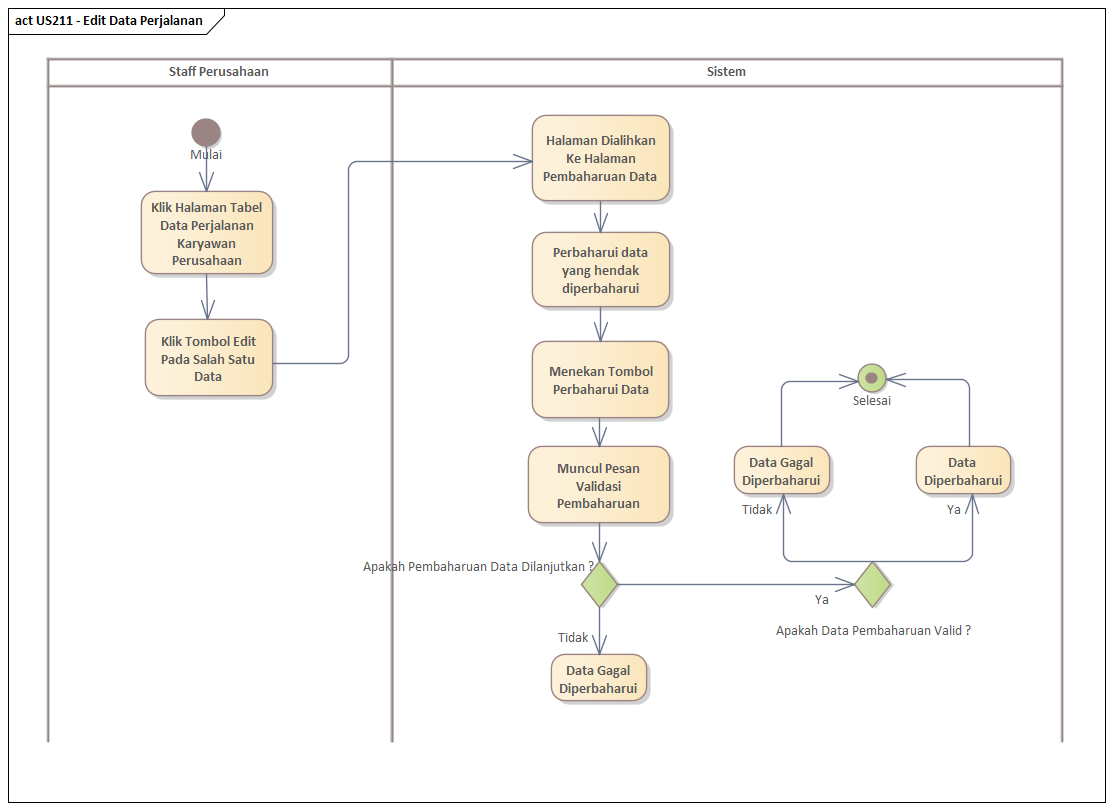 act US211 - Edit Data Perjalanan
Staff Perusahaan
Sistem
Mulai
Klik Halaman Tabel
Data Perjalanan
Karyawan
Perusahaan
Klik Tombol Edit
Pada Salah Satu
Data
Halaman Dialihkan
Ke Halaman
Pembaharuan Data
Perbaharui data
yang hendak
diperbaharui
Menekan Tombol
Perbaharui Data
Muncul Pesan
Validasi
Pembaharuan
Apakah Pembaharuan Data Dilanjutkan ?
Tidak
Data Gagal
Diperbaharui
Ya
Apakah Data Pembaharuan Valid ?
Tidak
Data Gagal
Diperbaharui
Ya
Data
Diperbaharui
Selesai